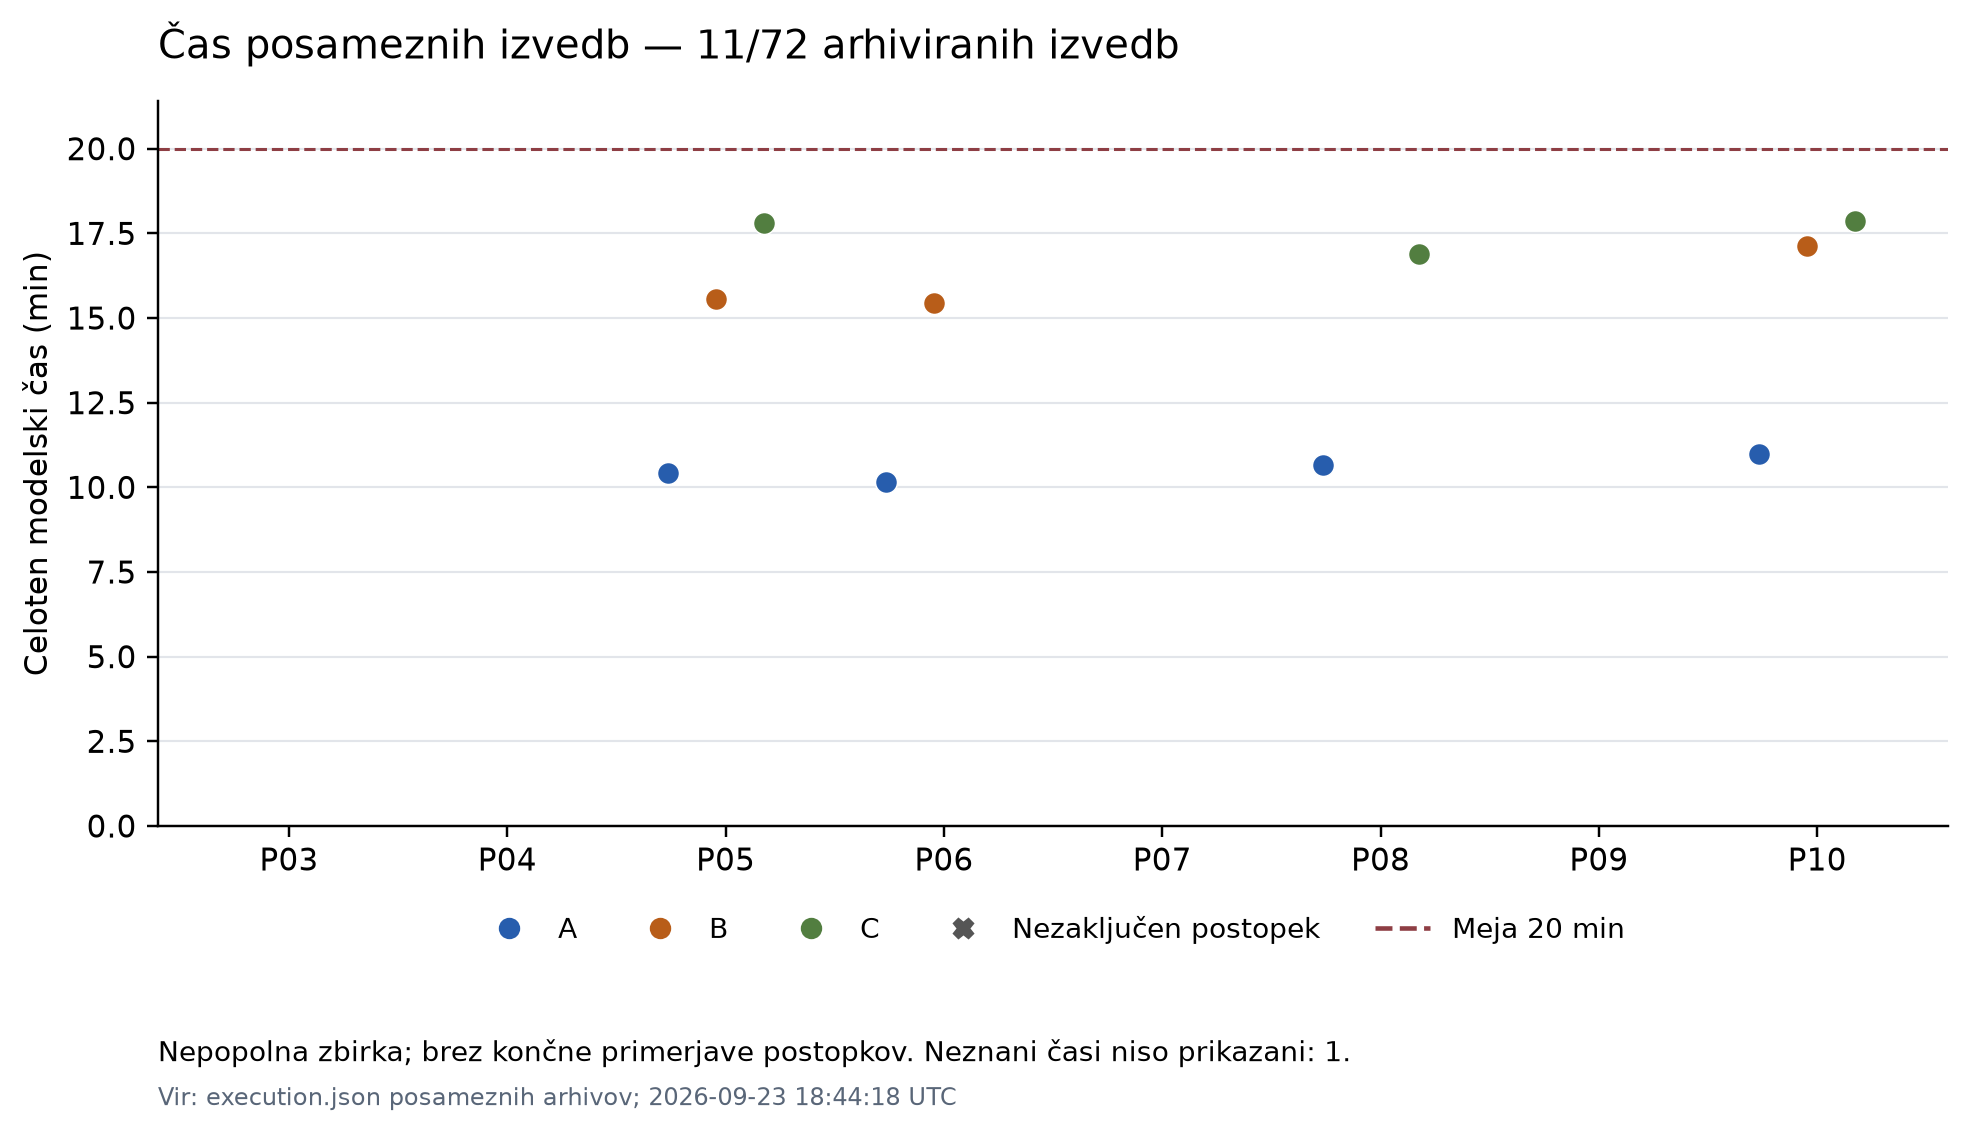 Čas posameznih izvedb — 11/72 arhiviranih izvedb
Celoten modelski čas (min)
20.0
17.5
15.0
12.5
10.0
7.5
5.0
2.5
0.0
P03 P04 P05 P06 P07 P08 P09 P10
A B C Nezaključen postopek Meja 20 min
Nepopolna zbirka; brez končne primerjave postopkov. Neznani časi niso prikazani: 1.
Vir: execution.json posameznih arhivov; 2026-09-23 18:44:18 UTC